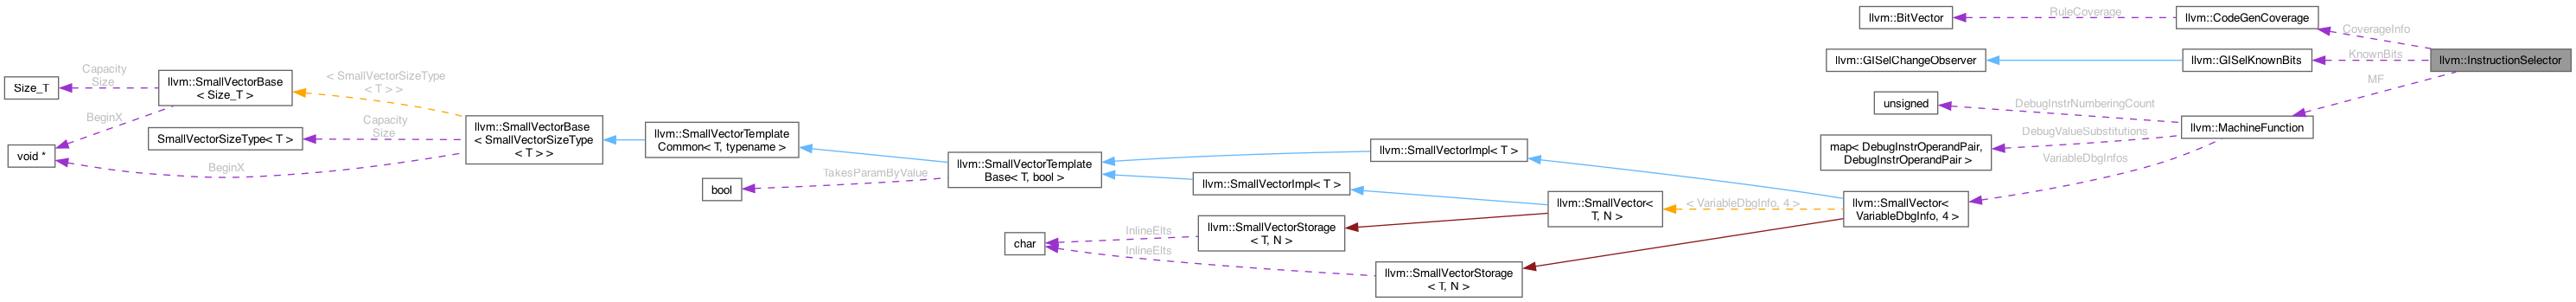 Size_T
void *
Capacity
Size
BeginX
llvm::SmallVectorBase
< Size_T >
SmallVectorSizeType< T >
BeginX
< SmallVectorSizeType
< T > >
Capacity
Size
llvm::SmallVectorBase
< SmallVectorSizeType
< T > >
llvm::SmallVectorTemplate
Common< T, typename >
bool
TakesParamByValue
llvm::SmallVectorTemplate
Base< T, bool >
char
InlineElts
InlineElts
llvm::SmallVectorImpl< T >
llvm::SmallVectorStorage
< T, N >
llvm::SmallVectorImpl< T >
llvm::SmallVectorStorage
< T, N >
llvm::SmallVector<
T, N >
< VariableDbgInfo, 4 >
llvm::BitVector
llvm::GISelChangeObserver
unsigned
map< DebugInstrOperandPair,
DebugInstrOperandPair >
llvm::SmallVector<
VariableDbgInfo, 4 >
RuleCoverage
DebugInstrNumberingCount
DebugValueSubstitutions
VariableDbgInfos
llvm::CodeGenCoverage
llvm::GISelKnownBits
llvm::MachineFunction
CoverageInfo
KnownBits
MF
llvm::InstructionSelector